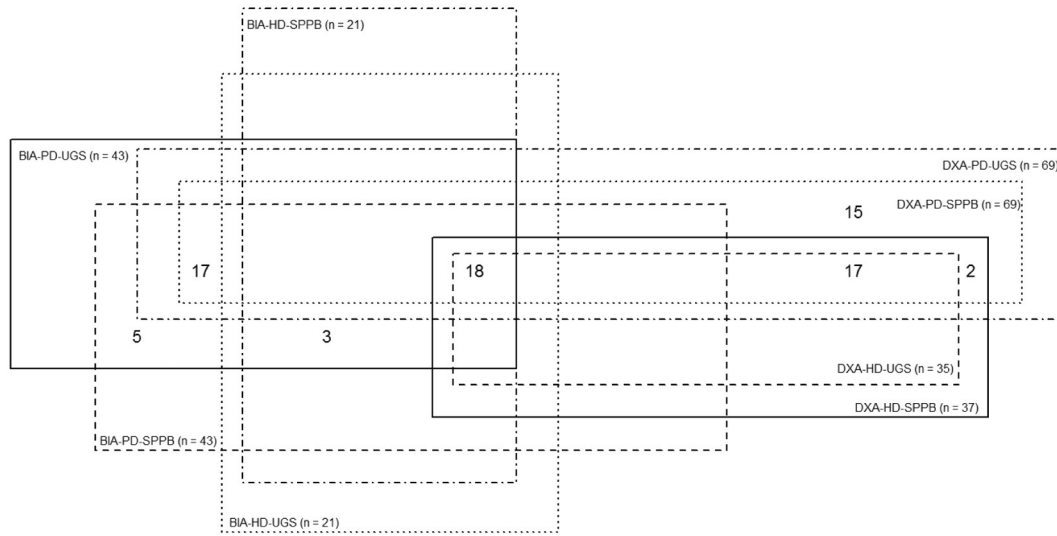 BIA-HD-SPPB (n = 21)
BIA-PD-UGS (n = 43)
DXA-PD-UGS (n = 69)
DXA-PD-SPPB (n = 69)
15
17
18
17
2
5
3
DXA-HD-UGS (n = 35)
DXA-HD-SPPB (n = 37)
BIA-PD-SPPB (n = 43)
BIA-HD-UGS (n = 21)